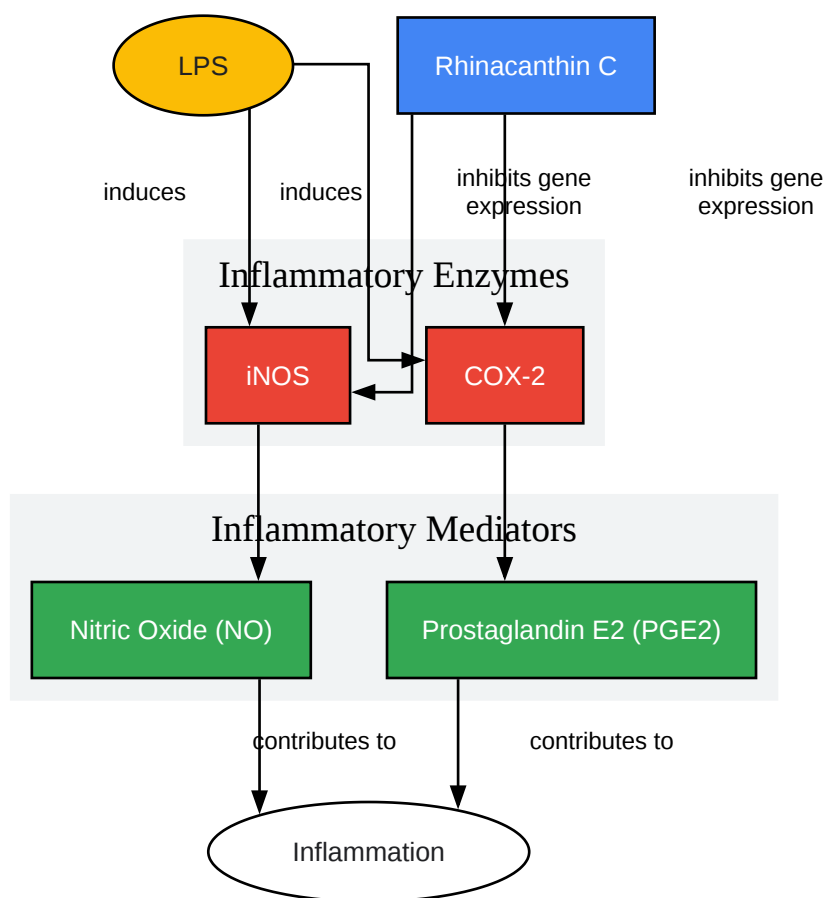 LPS
Rhinacanthin C
induces
induces
inhibits gene
expression
inhibits gene
expression
Inflammatory Enzymes
iNOS
COX-2
Inflammatory Mediators
Nitric Oxide (NO)
Prostaglandin E2 (PGE2)
contributes to
contributes to
Inflammation